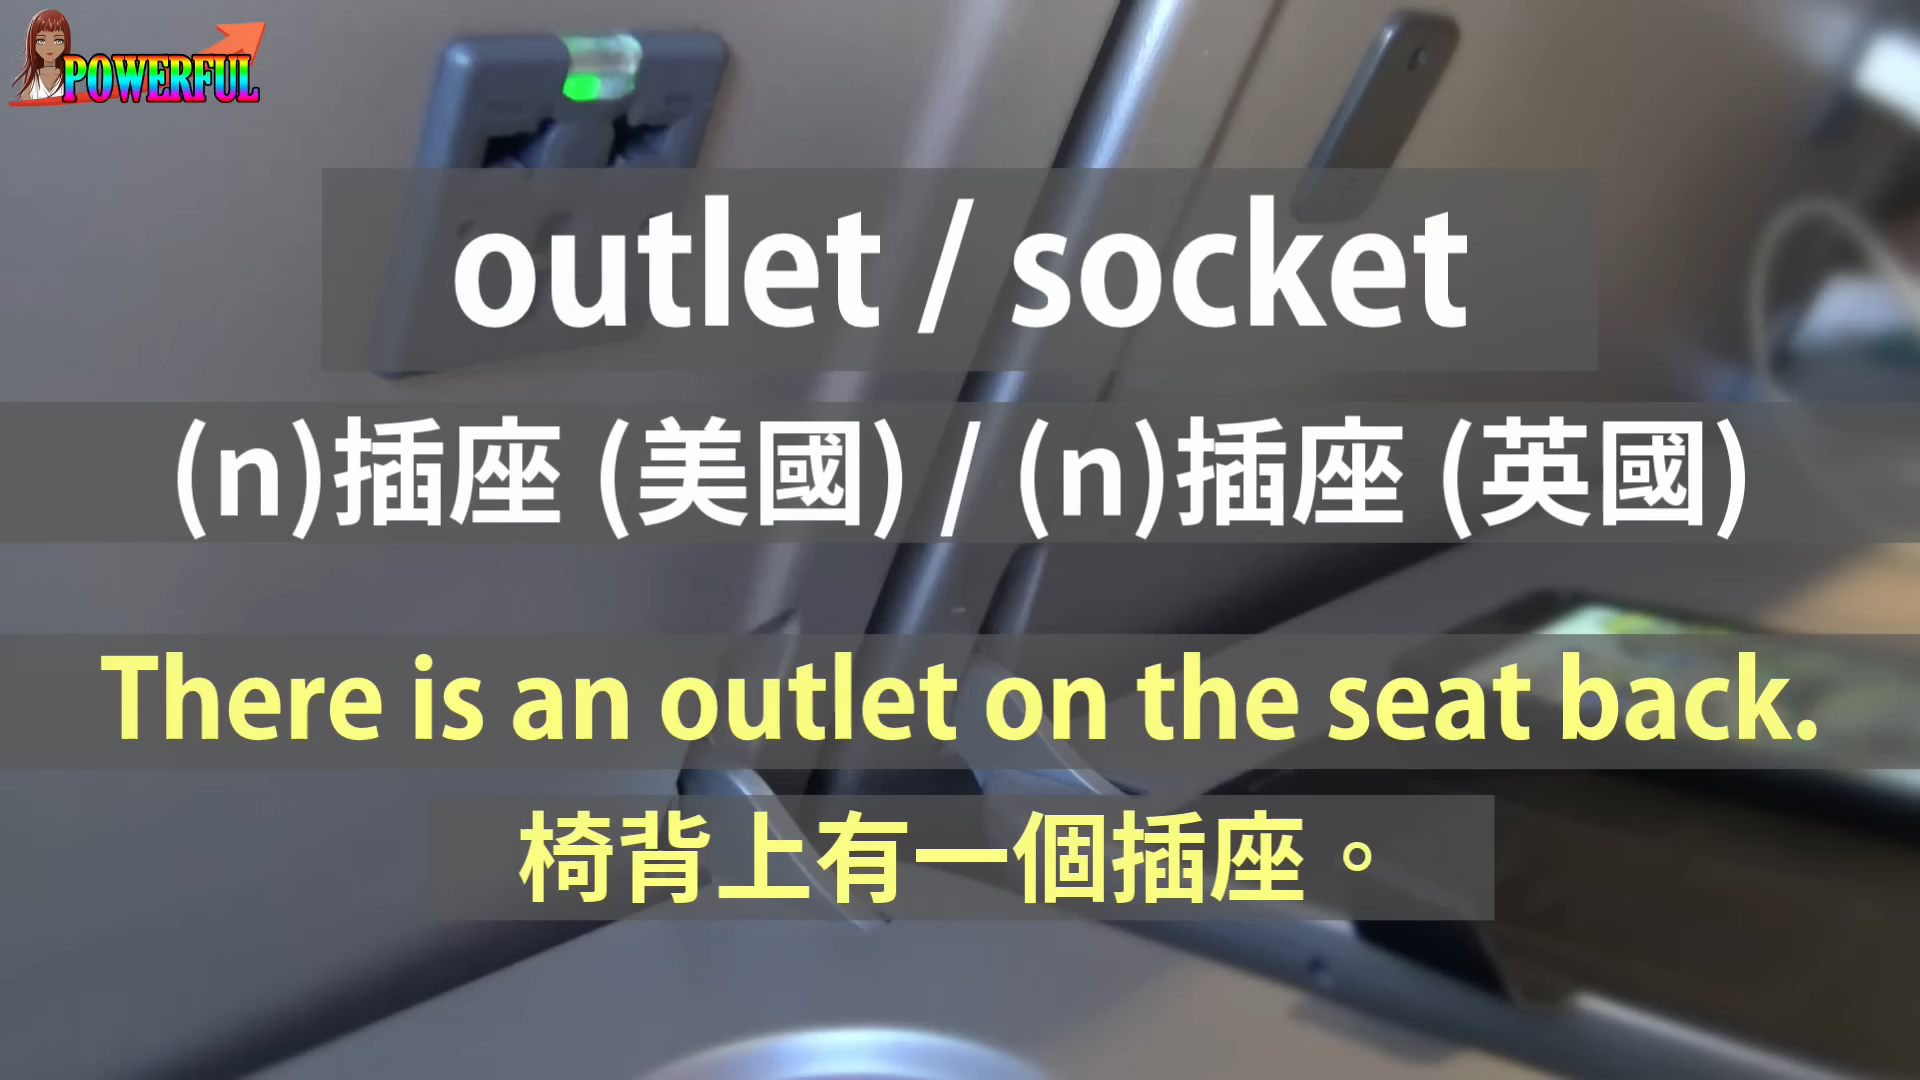 POWERFUL
outlet / socket
(n)插座 (美國) / (n)插座 (英國)
There is an outlet on the seat back.
椅背上有一個插座。